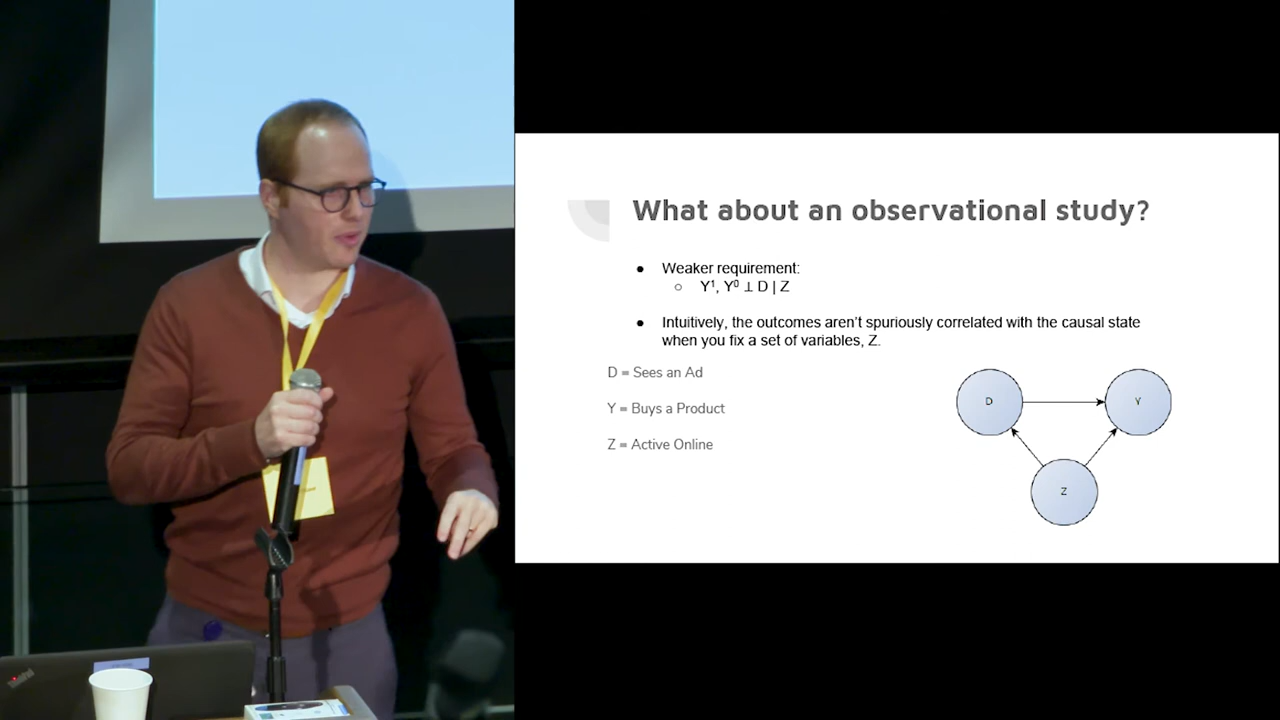 What about an observational study?
● Weaker requirement:
○ Y¹, Y⁰ ⊥ D | Z
● Intuitively, the outcomes aren't spuriously correlated with the causal state
when you fix a set of variables, Z.
D = Sees an Ad
Y = Buys a Product
Z = Active Online
D
Y
Z